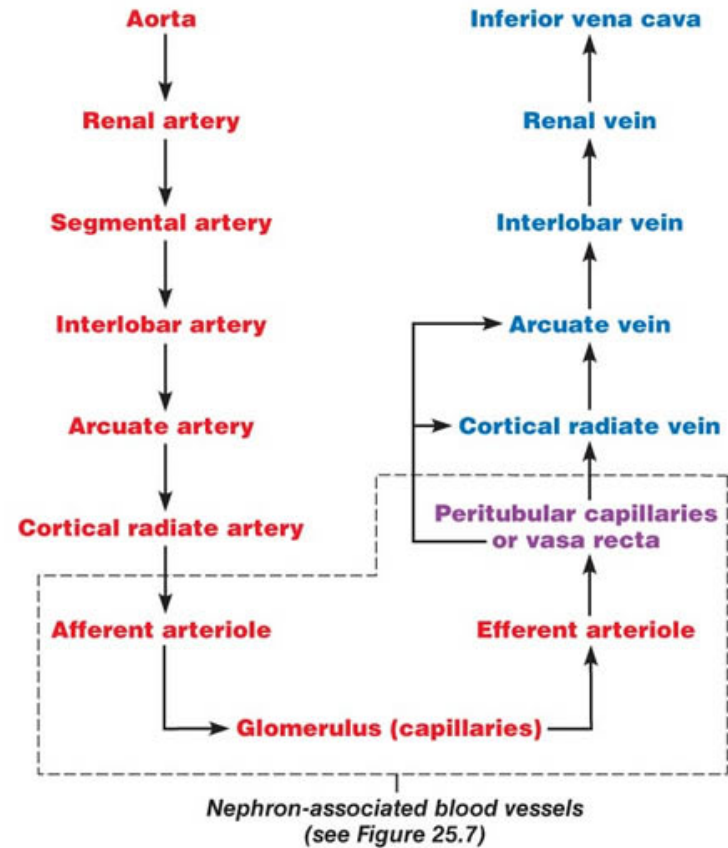 Aorta
Renal artery
Segmental artery
Interlobar artery
Arcuate artery
Cortical radiate artery
Afferent arteriole
Glomerulus (capillaries)
Efferent arteriole
Peritubular capillaries
or vasa recta
Cortical radiate vein
Arcuate vein
Interlobar vein
Renal vein
Inferior vena cava
Nephron-associated blood vessels
(see Figure 25.7)